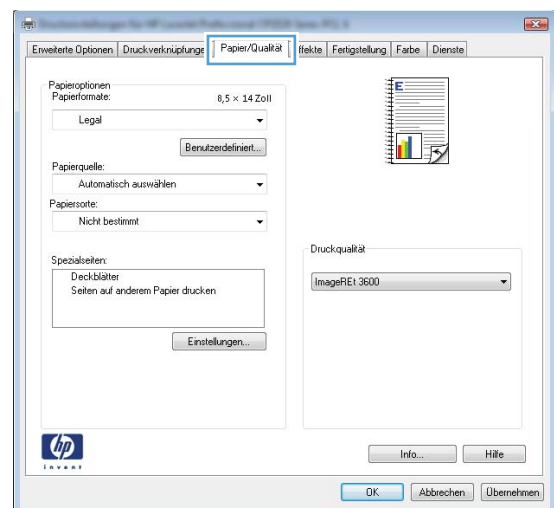 Erweiterte Optionen Druckverknüpfunge Papier/Qualität ffekte Fertigstellung Farbe Dienste
Papieroptionen
Papierformate: 8,5 × 14 Zoll
Legal
Benutzerdefiniert...
Papierquelle:
Automatisch auswählen
Papiersorte:
Nicht bestimmt
Spezialseiten:
Deckblätter
Seiten auf anderem Papier drucken
Einstellungen...
E
Druckqualität
ImageREt 3600
hp
invent
Info... Hilfe
OK Abbrechen Übernehmen